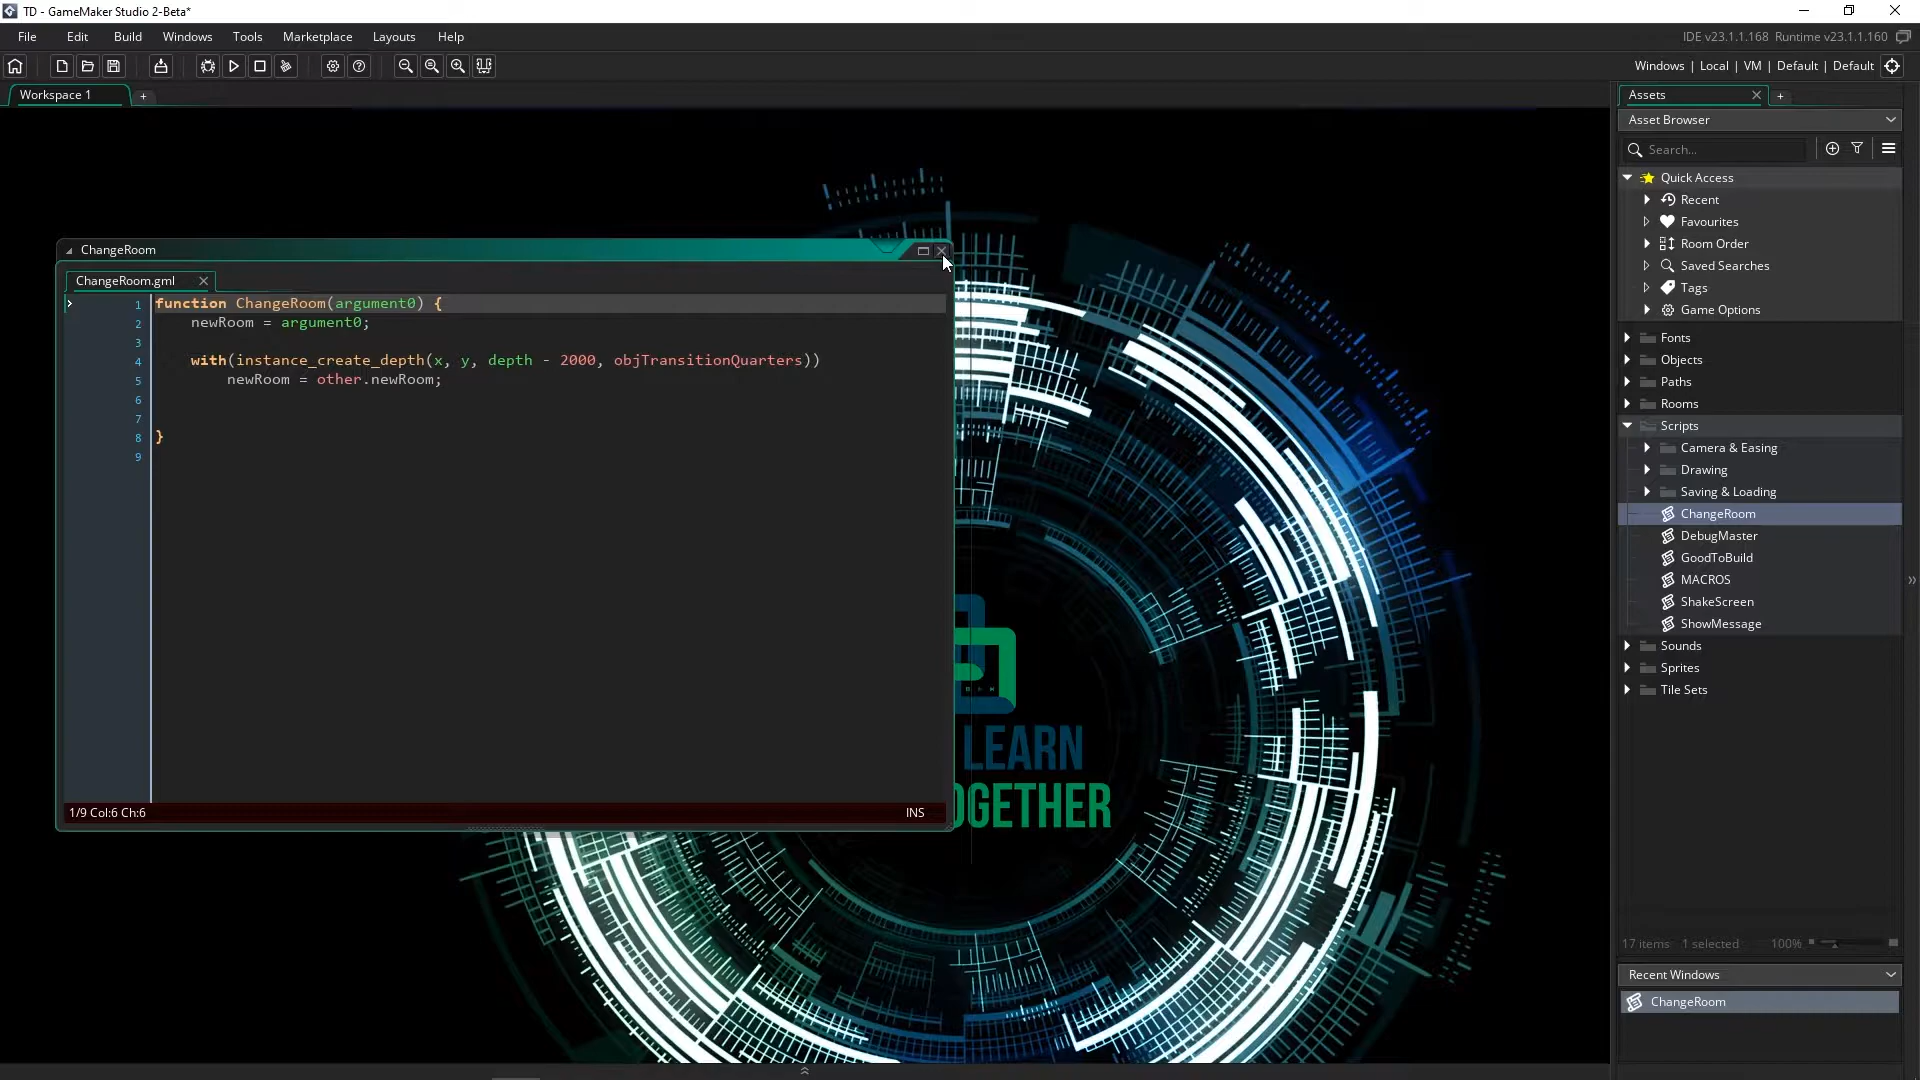 TD - GameMaker Studio 2-Beta*
File Edit Build Windows Tools Marketplace Layouts Help
IDE v23.1.1.168 Runtime v23.1.1.160
Windows | Local | VM | Default | Default
Workspace 1 +
Assets
Asset Browser
Search...
Quick Access
Recent
Favourites
Room Order
Saved Searches
Tags
Game Options
Fonts
Objects
Paths
Rooms
Scripts
Camera & Easing
Drawing
Saving & Loading
ChangeRoom
DebugMaster
GoodToBuild
MACROS
ShakeScreen
ShowMessage
Sounds
Sprites
Tile Sets
17 items 1 selected 100%
Recent Windows
ChangeRoom
ChangeRoom
ChangeRoom.gml
1 function ChangeRoom(argument0) {
2 newRoom = argument0;
3
4 with(instance_create_depth(x, y, depth - 2000, objTransitionQuarters))
5 newRoom = other.newRoom;
6
7
8 }
9
1/9 Col:6 Ch:6 INS
LEARN
OGETHER